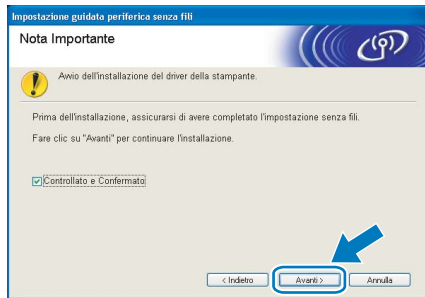 Impostazione guidata periferica senza fili
Nota Importante
Avvio dell'installazione del driver della stampante.
Prima dell'installazione, assicurarsi di avere completato l'impostazione senza fili.
Fare clic su "Avanti" per continuare l'installazione.
Controllato e Confermato
< Indietro
Avanti >
Annulla